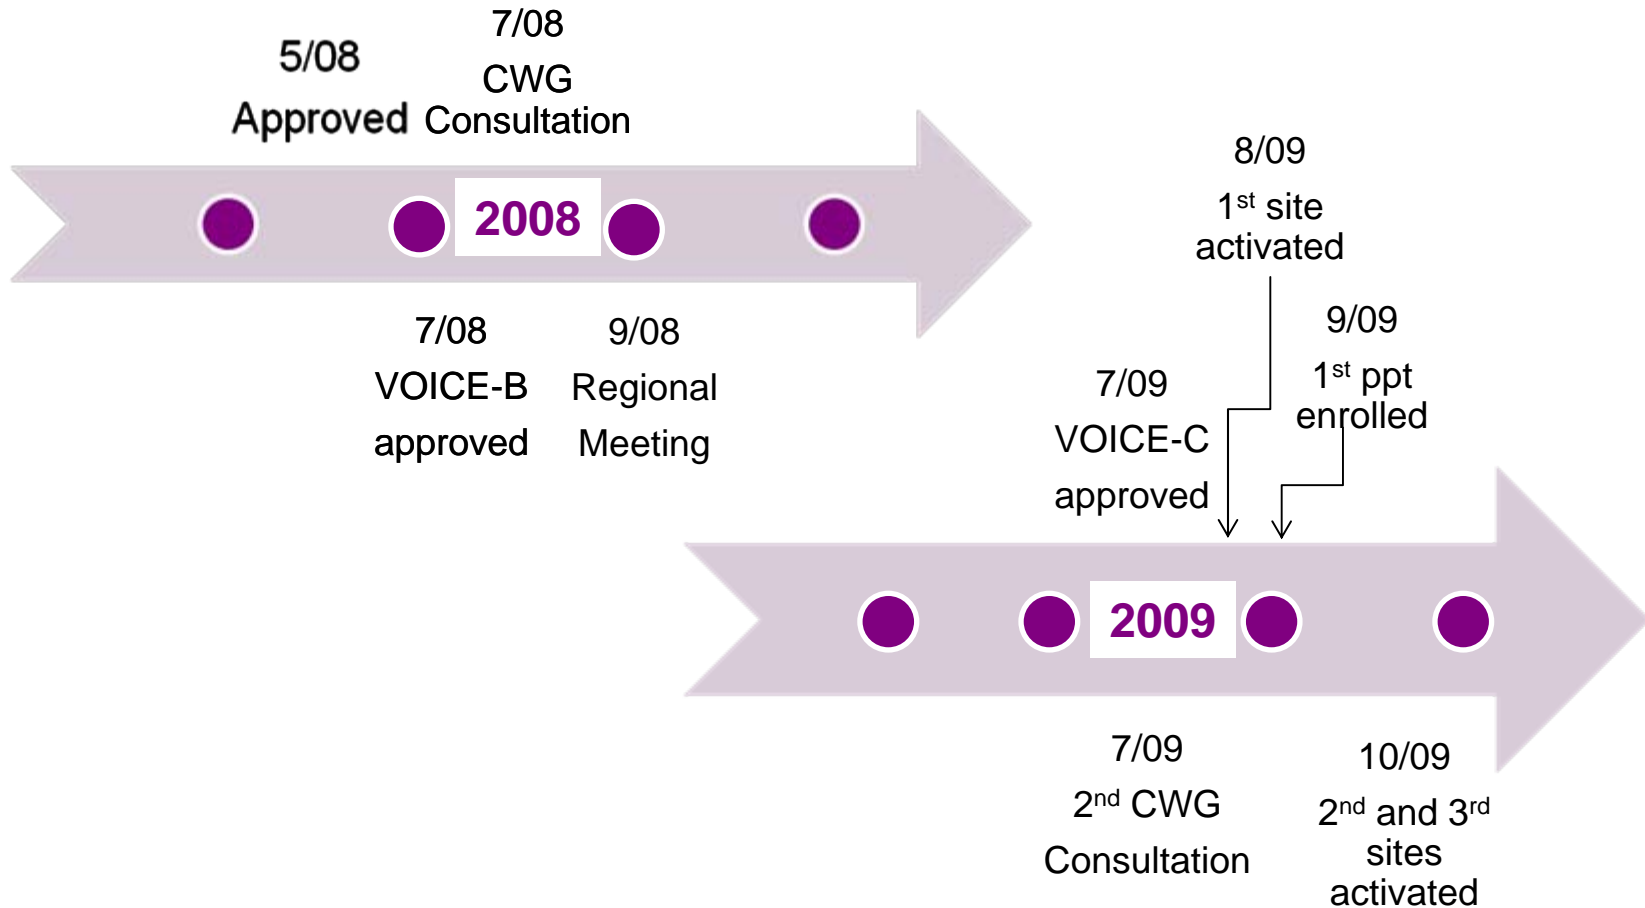 5/08
Approved
7/08
CWG
Consultation
2008
7/08
VOICE-B
approved
9/08
Regional
Meeting
8/09
1st site
activated
9/09
1st ppt
enrolled
7/09
VOICE-C
approved
2009
7/09
2nd CWG
Consultation
10/09
2nd and 3rd
sites
activated